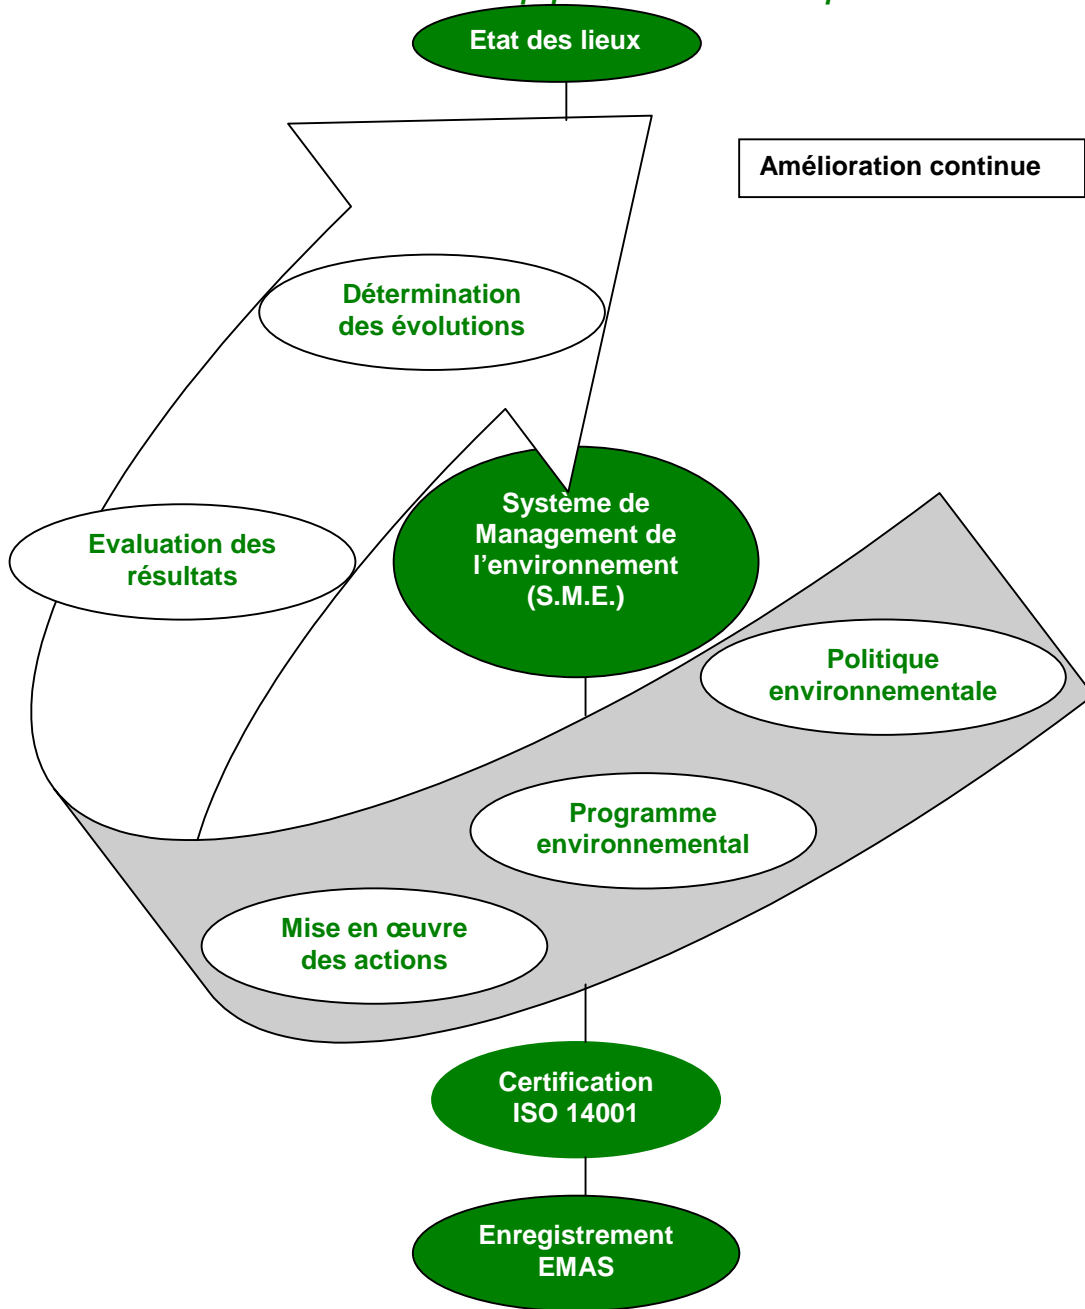 Etat des lieux
Amélioration continue
Détermination
des évolutions
Système de
Management de
l’environnement
(S.M.E.)
Evaluation des
résultats
Politique
environnementale
Programme
environnemental
Mise en œuvre
des actions
Certification
ISO 14001
Enregistrement
EMAS